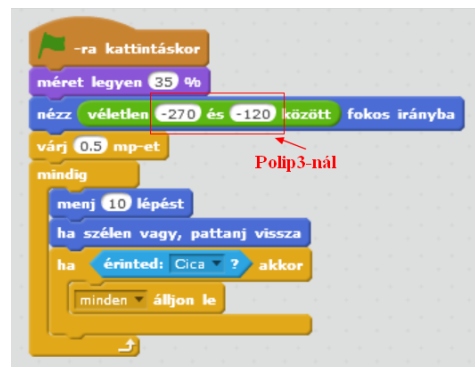 -ra kattintáskor
méret legyen 35 %
nézz véletlen -270 és -120 között fokos irányba
várj 0.5 mp-et
Polip3-nál
mindig
menj 10 lépést
ha szélen vagy, pattanj vissza
ha érinted: Cica ? akkor
minden álljon le